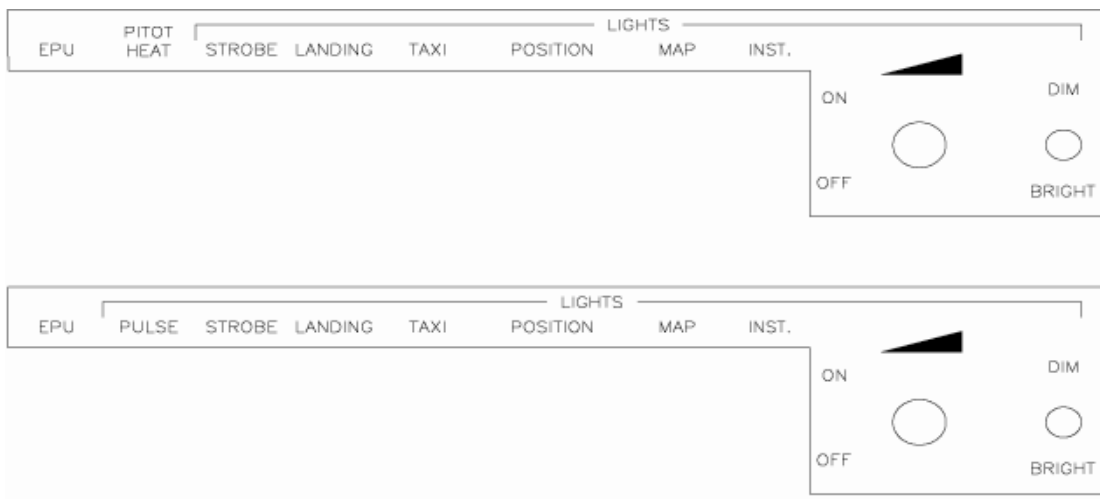 LIGHTS
PITOT
EPU HEAT STROBE LANDING TAXI POSITION MAP INST.
ON DIM
OFF BRIGHT
LIGHTS
EPU PULSE STROBE LANDING TAXI POSITION MAP INST.
ON DIM
OFF BRIGHT